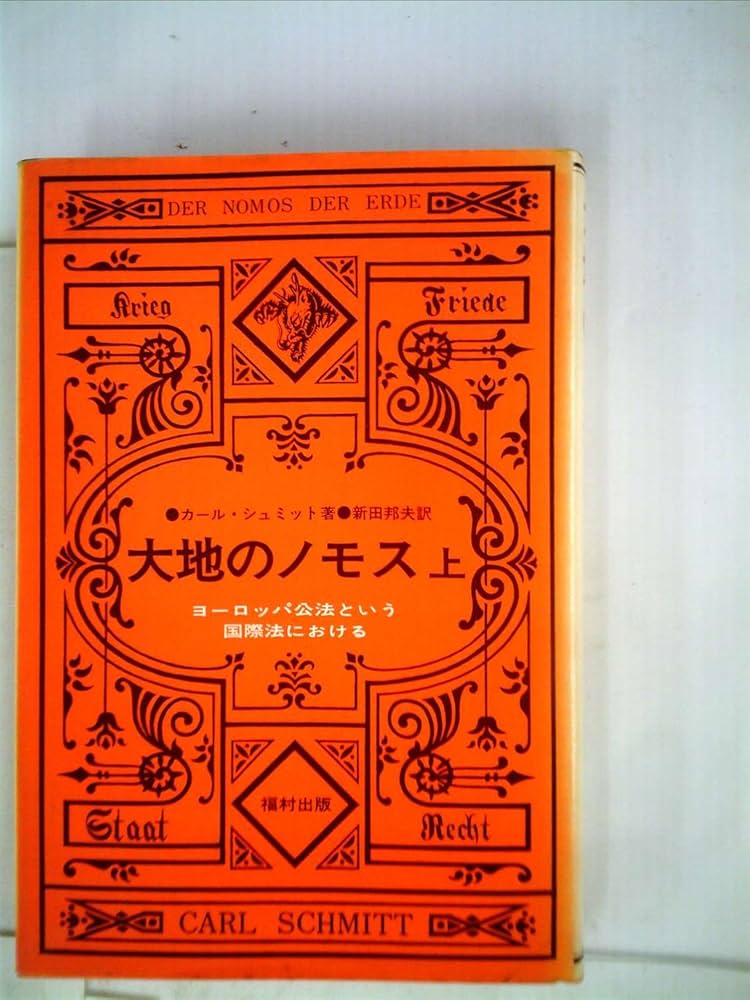 DER NOMOS DER ERDE
Krieg
Friede
●カール・シュミット著●新田邦夫訳
大地のノモス 上
ヨーロッパ公法という
国際法における
Staat
福村出版
Recht
CARL SCHMITT